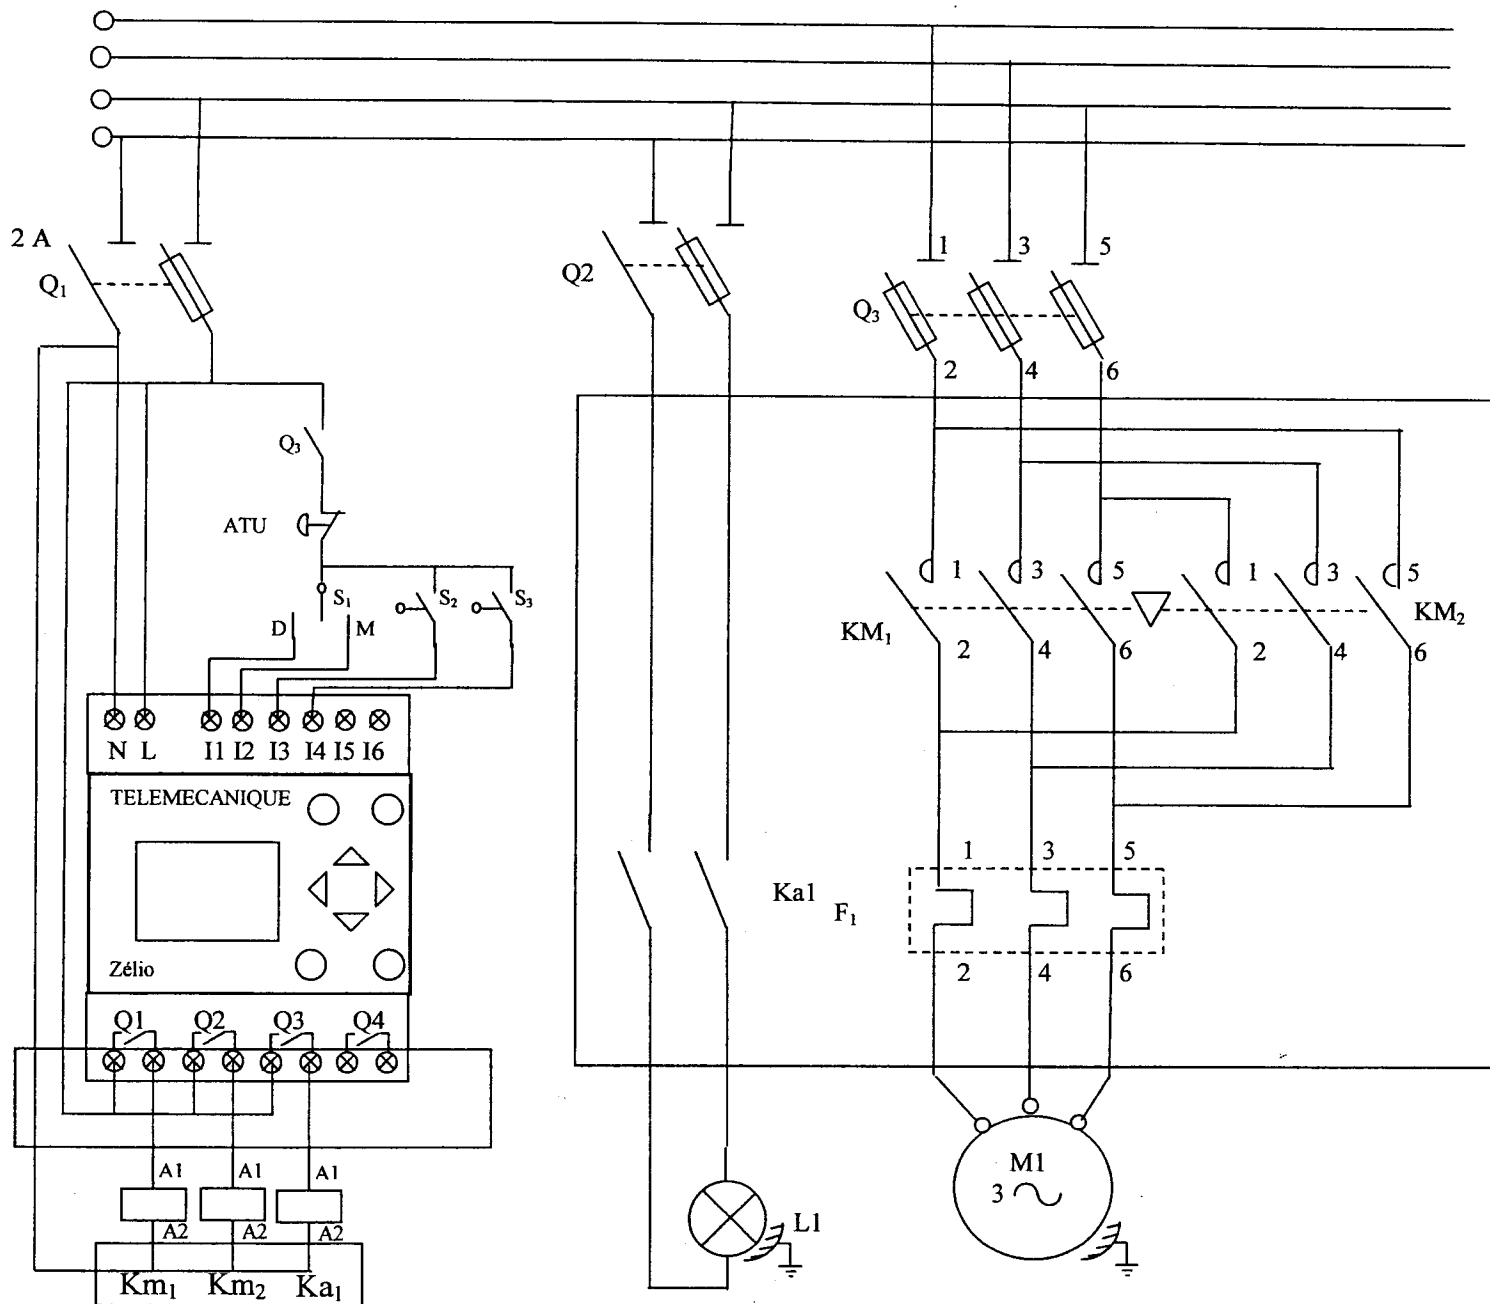 2 A
Q₁
Q2
1 3 5
Q₃
2 4 6
Q₃
ATU
S₁ S₂ S₃
D M
1 3 5 1 3 5
KM₁ KM₂
2 4 6 2 4 6
N L I1 I2 I3 I4 I5 I6
TELEMECANIQUE
Zélio
Ka1
F₁
1 3 5
2 4 6
Q1 Q2 Q3 Q4
A1 A1 A1
A2 A2 A2
Km₁ Km₂ Ka₁
L1
M1
3